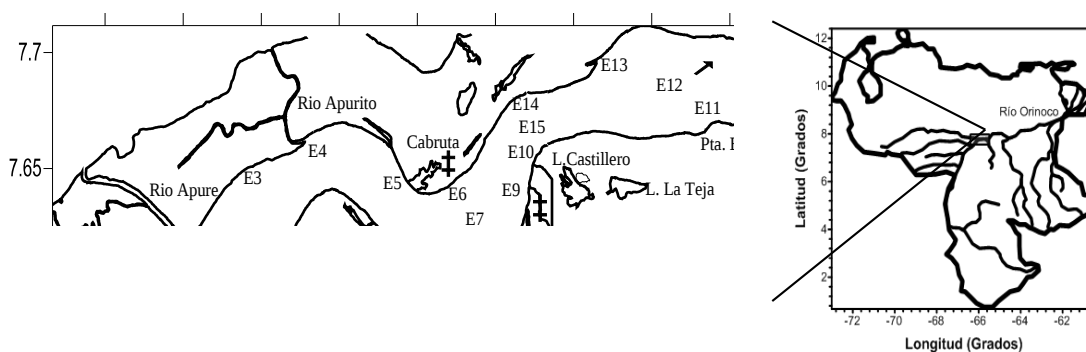 7.7
7.65
E13
E12
E14
E11
Rio Apurito
E15
Cabruta
Pta.
E4
E10
L.Castillero
Rio Apure
E3
E5
E6
E9
L. La Teja
E7
Latitud (Grados)
12
10
8
6
4
2
Río Orinoco
-72
-70
-68
-66
-64
-62
Longitud (Grados)